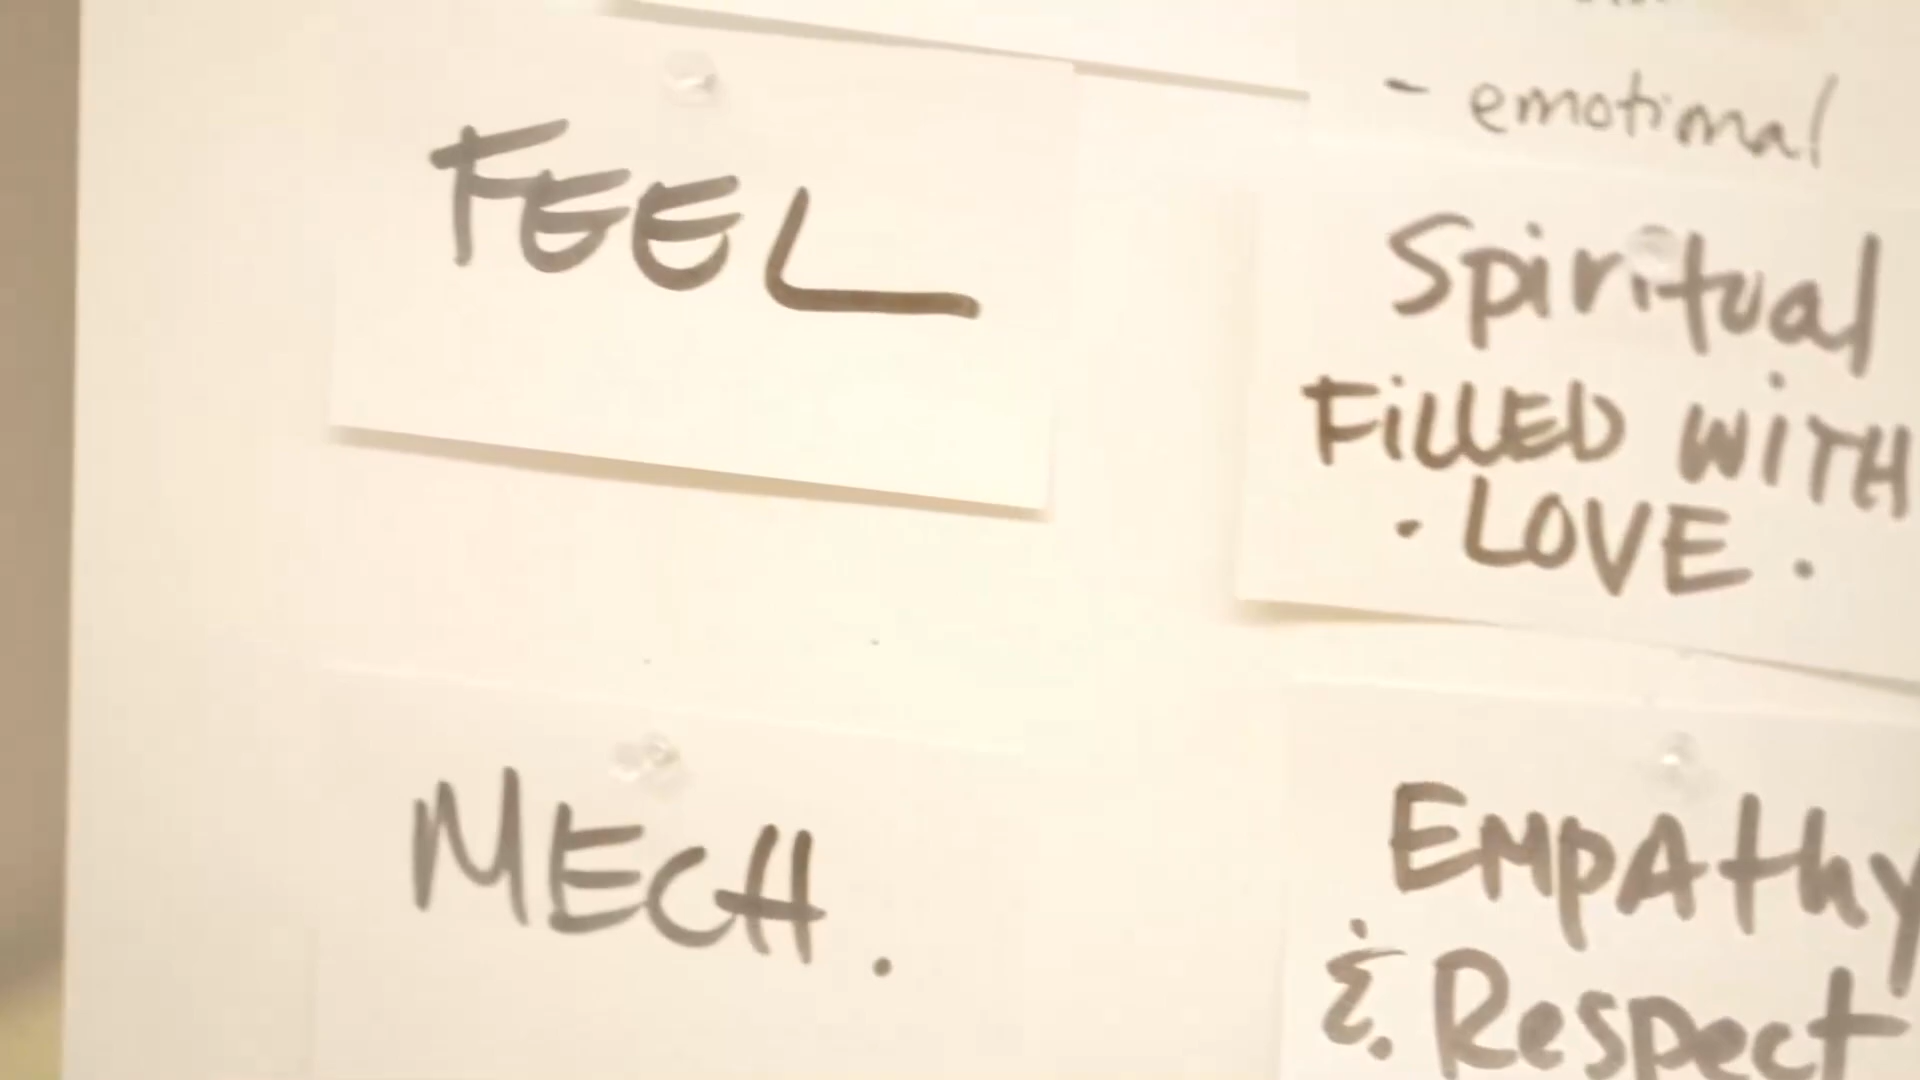 - emotional
FEEL
Spiritual
FiLLED WiTH
· LOVE ·
MECH.
EMpAthy
& Respect